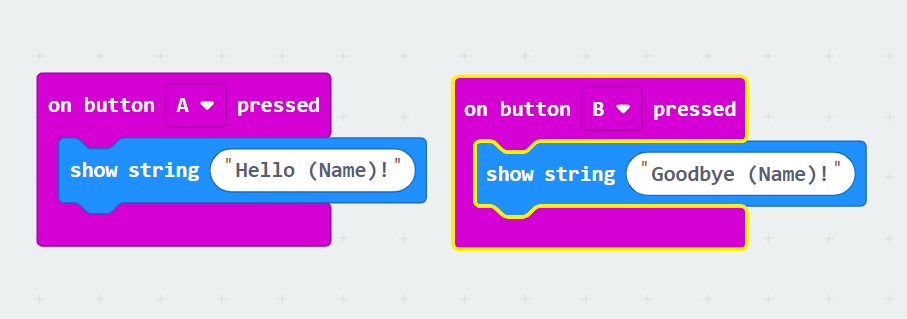 on button A pressed
show string "Hello (Name)!"
on button B pressed
show string "Goodbye (Name)!"